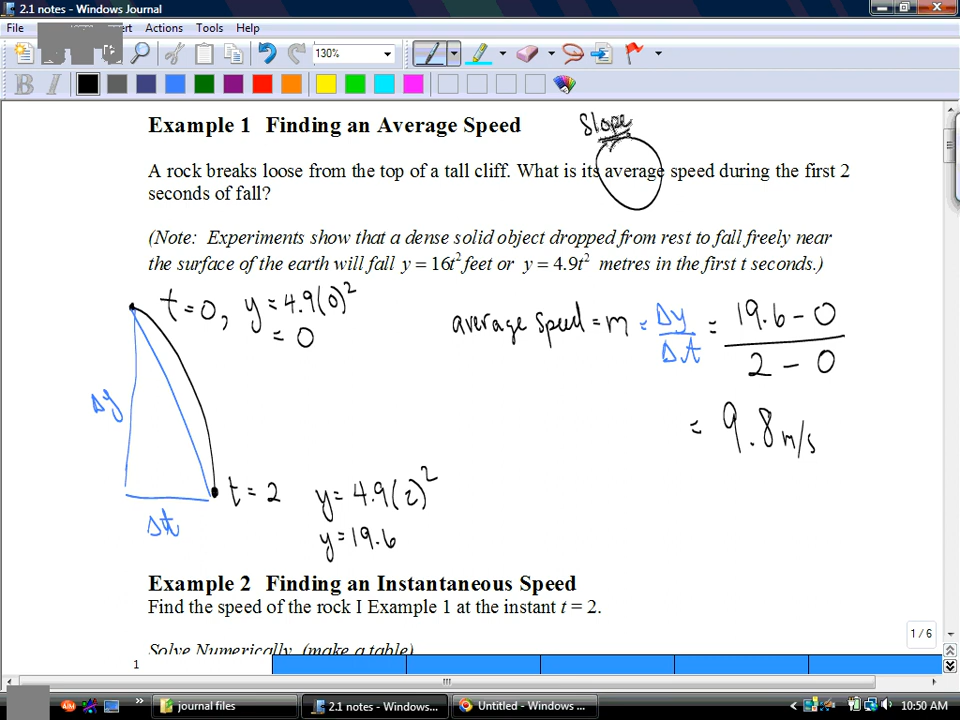 2.1 notes - Windows Journal
File
Actions Tools Help
130%
B I
Example 1 Finding an Average Speed
Slope
A rock breaks loose from the top of a tall cliff. What is its average speed during the first 2
seconds of fall?
(Note: Experiments show that a dense solid object dropped from rest to fall freely near
the surface of the earth will fall y = 16t² feet or y = 4.9t² metres in the first t seconds.)
t = 0, y = 4.9(0)²
= 0
average speed = m = Δy/Δt = 19.6 - 0 / 2 - 0
= 9.8 m/s
Δy
t = 2 y = 4.9(2)²
y = 19.6
Δt
Example 2 Finding an Instantaneous Speed
Find the speed of the rock I Example 1 at the instant t = 2.
Solve Numerically (make a table)
1 / 6
1
journal files
2.1 notes - Windows...
Untitled - Windows ...
10:50 AM